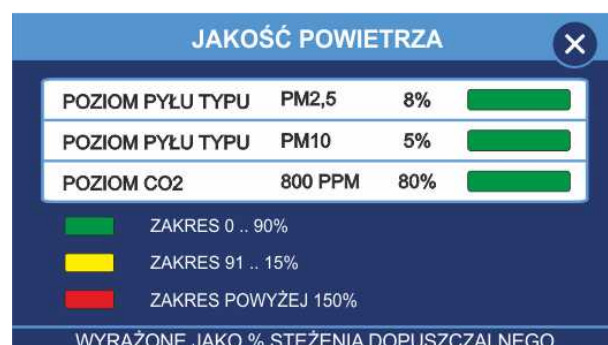 JAKOŚĆ POWIETRZA
POZIOM PYŁU TYPU PM2,5 8%
POZIOM PYŁU TYPU PM10 5%
POZIOM CO2 800 PPM 80%
ZAKRES 0 .. 90%
ZAKRES 91 .. 15%
ZAKRES POWYŻEJ 150%
WYRAŻONE JAKO % STĘŻENIA DOPUSZCZALNEGO